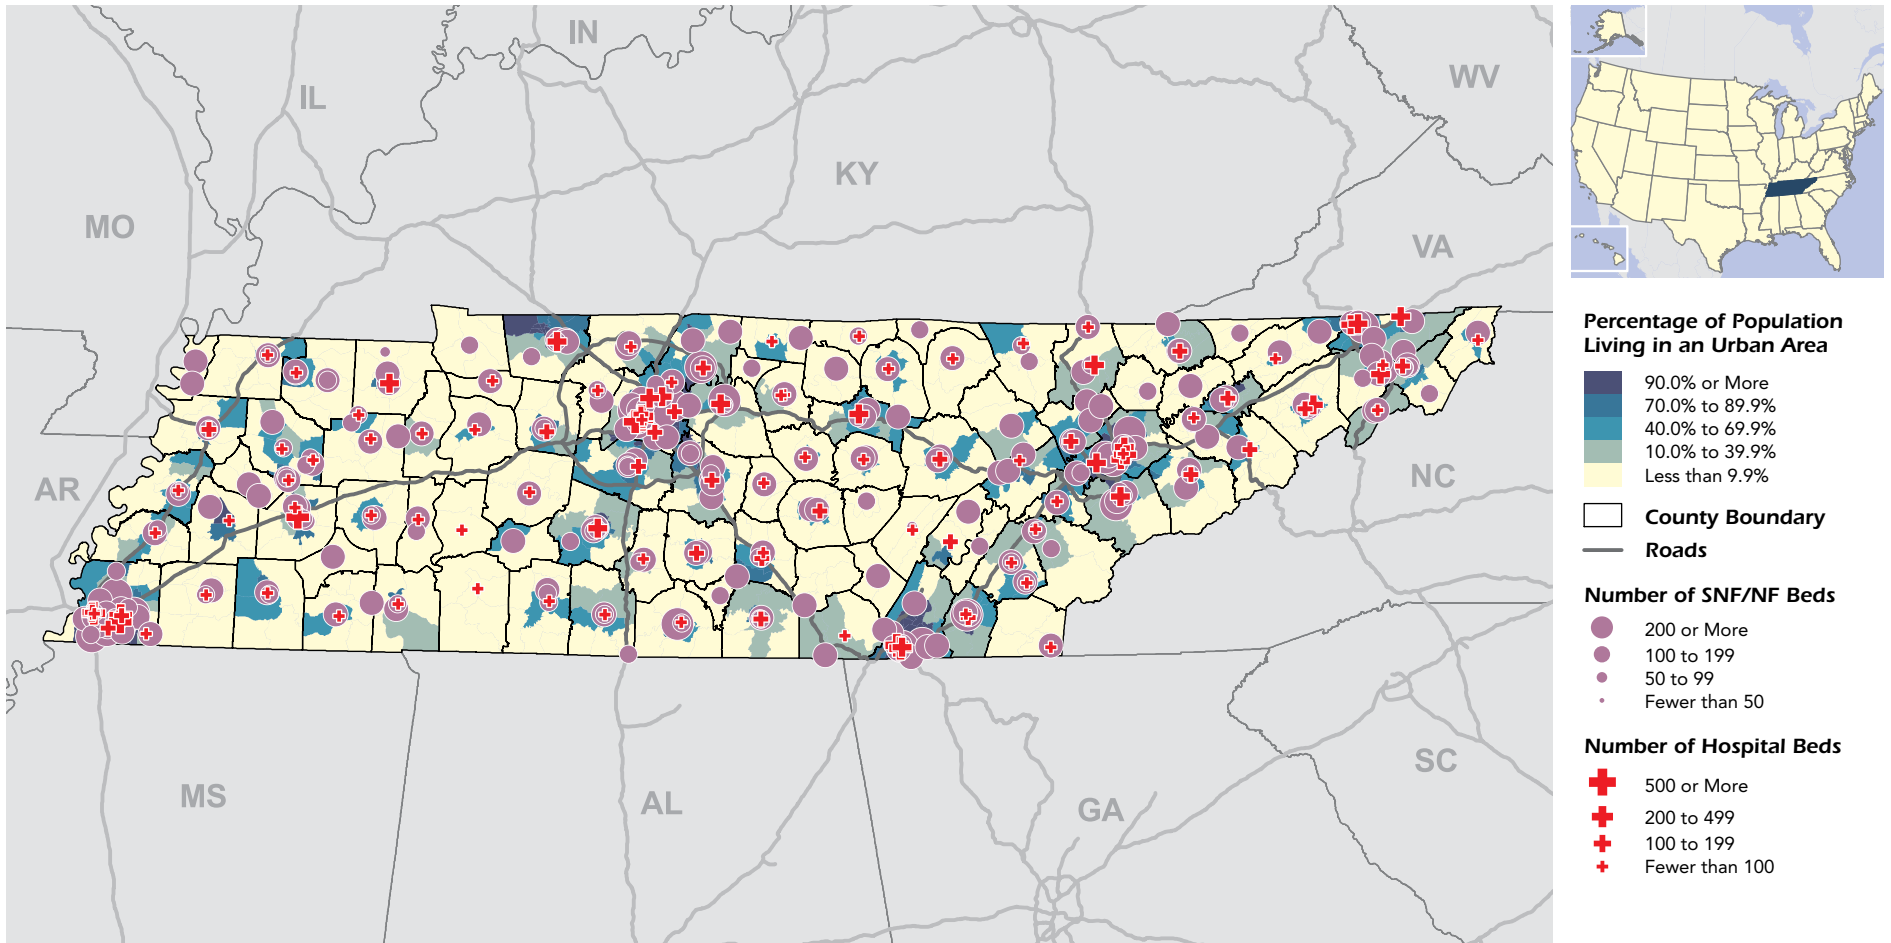 IN
WV
IL
KY
MO
VA
AR
NC
MS
AL
GA
SC
Percentage of Population
Living in an Urban Area
90.0% or More
70.0% to 89.9%
40.0% to 69.9%
10.0% to 39.9%
Less than 9.9%
County Boundary
Roads
Number of SNF/NF Beds
200 or More
100 to 199
50 to 99
Fewer than 50
Number of Hospital Beds
500 or More
200 to 499
100 to 199
Fewer than 100